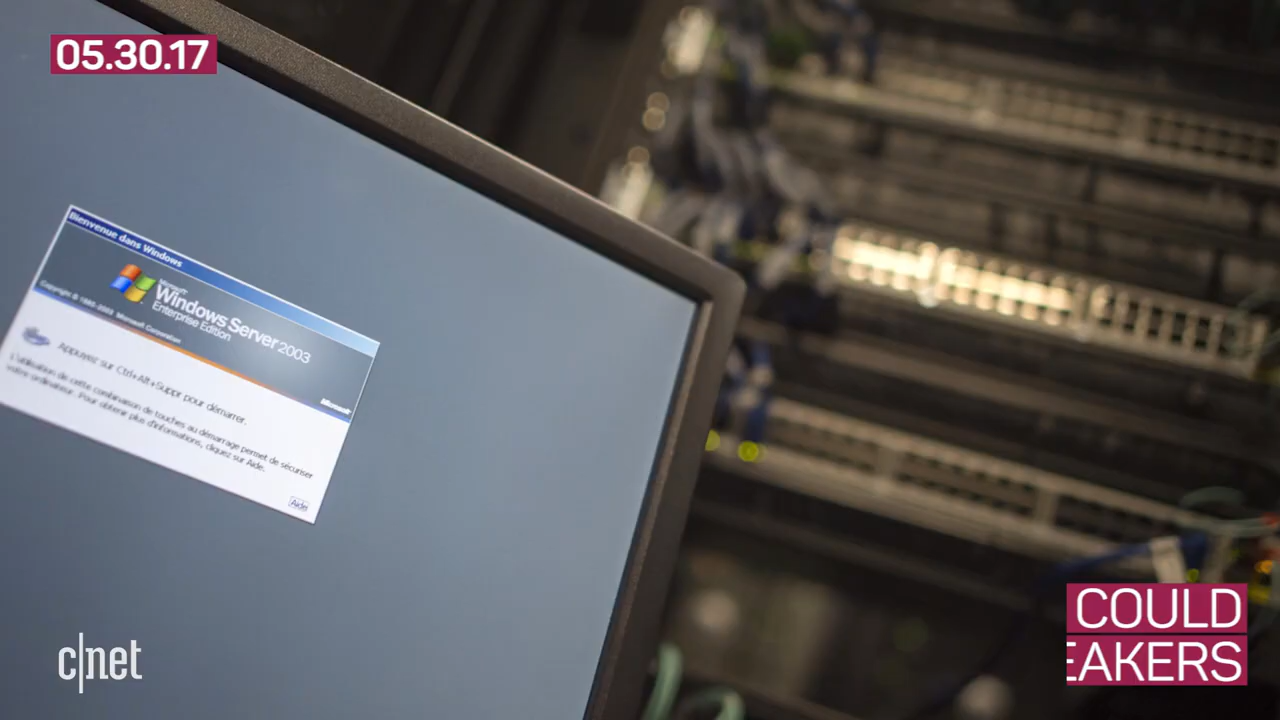 05.30.17
Bienvenue dans Windows
Microsoft
Windows Server 2003
Enterprise Edition
Copyright © 1985-2003 Microsoft Corporation
Microsoft
Appuyez sur Ctrl+Alt+Suppr pour démarrer.
L'utilisation de cette combinaison de touches au démarrage permet de sécuriser
votre ordinateur. Pour obtenir plus d'informations, cliquez sur Aide.
Aide
c|net
COULD
EAKERS